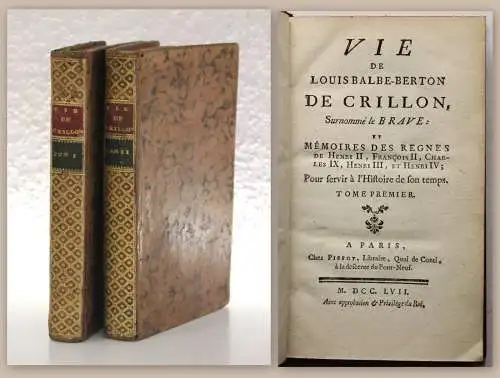 VIE
DE
CRILLON
TOM I
VIE
DE
CRILLON
TOM II
VIE
DE
LOUIS BALBE-BERTON
DE CRILLON,
Surnommé le BRAVE:
ET
MÉMOIRES DES REGNES
DE HENRI II, FRANÇOIS II, CHAR-
LES IX, HENRI III, ET HENRI IV;
Pour servir à l'Histoire de son temps.
TOME PREMIER.
A PARIS,
Chez PISSOT, Libraire, Quai de Conti,
à la descente du Pont-Neuf.
M. DCC. LVII.
Avec approbation & Privilége du Roi.